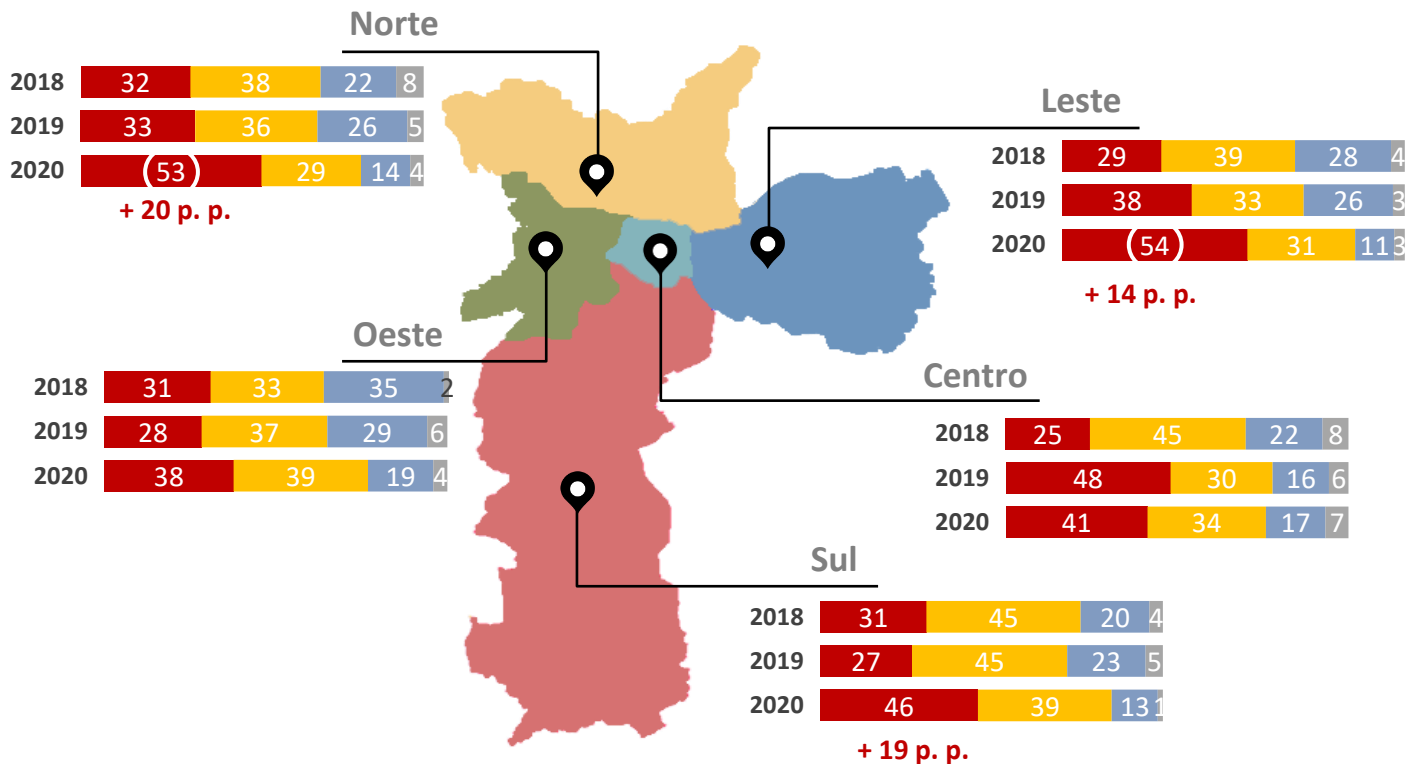 Norte
2018 32 38 22 8
2019 33 36 26 5
2020 53 29 14 4
+ 20 p. p.
Leste
2018 29 39 28 4
2019 38 33 26 3
2020 54 31 11 3
+ 14 p. p.
Oeste
2018 31 33 35 2
2019 28 37 29 6
2020 38 39 19 4
Centro
2018 25 45 22 8
2019 48 30 16 6
2020 41 34 17 7
Sul
2018 31 45 20 4
2019 27 45 23 5
2020 46 39 13 1
+ 19 p. p.